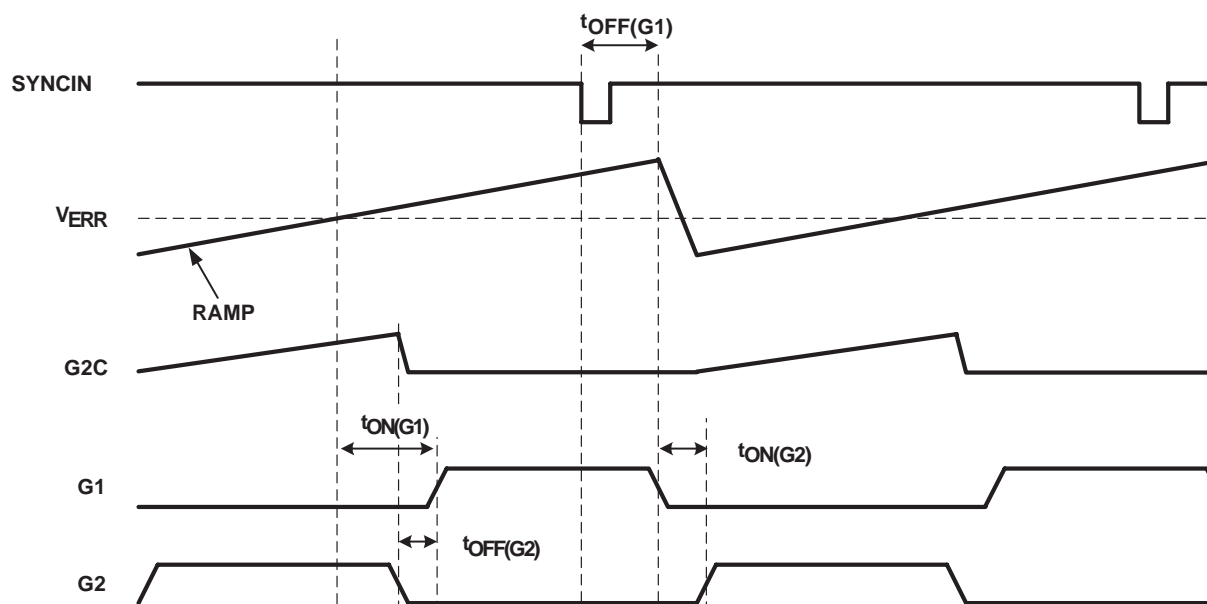 tOFF(G1)
SYNCIN
VERR
RAMP
G2C
tON(G1)
tON(G2)
G1
tOFF(G2)
G2